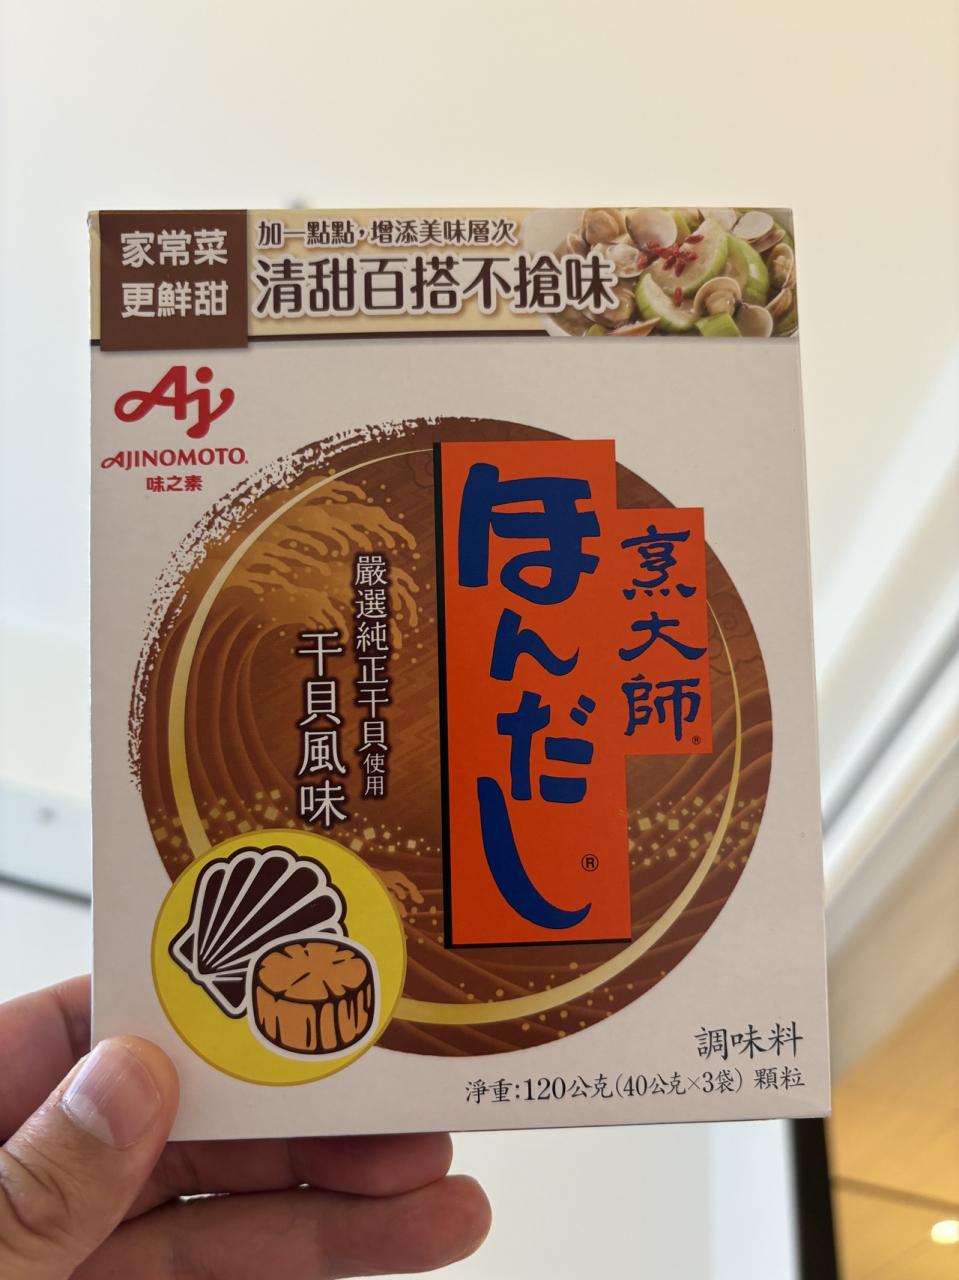 家常菜
更鮮甜
加一點點，增添美味層次
清甜百搭不搶味
Aj
AJINOMOTO®
味之素
ほんだし®
烹大師®
嚴選純正干貝使用
干貝風味
調味料
淨重:120公克(40公克×3袋) 顆粒